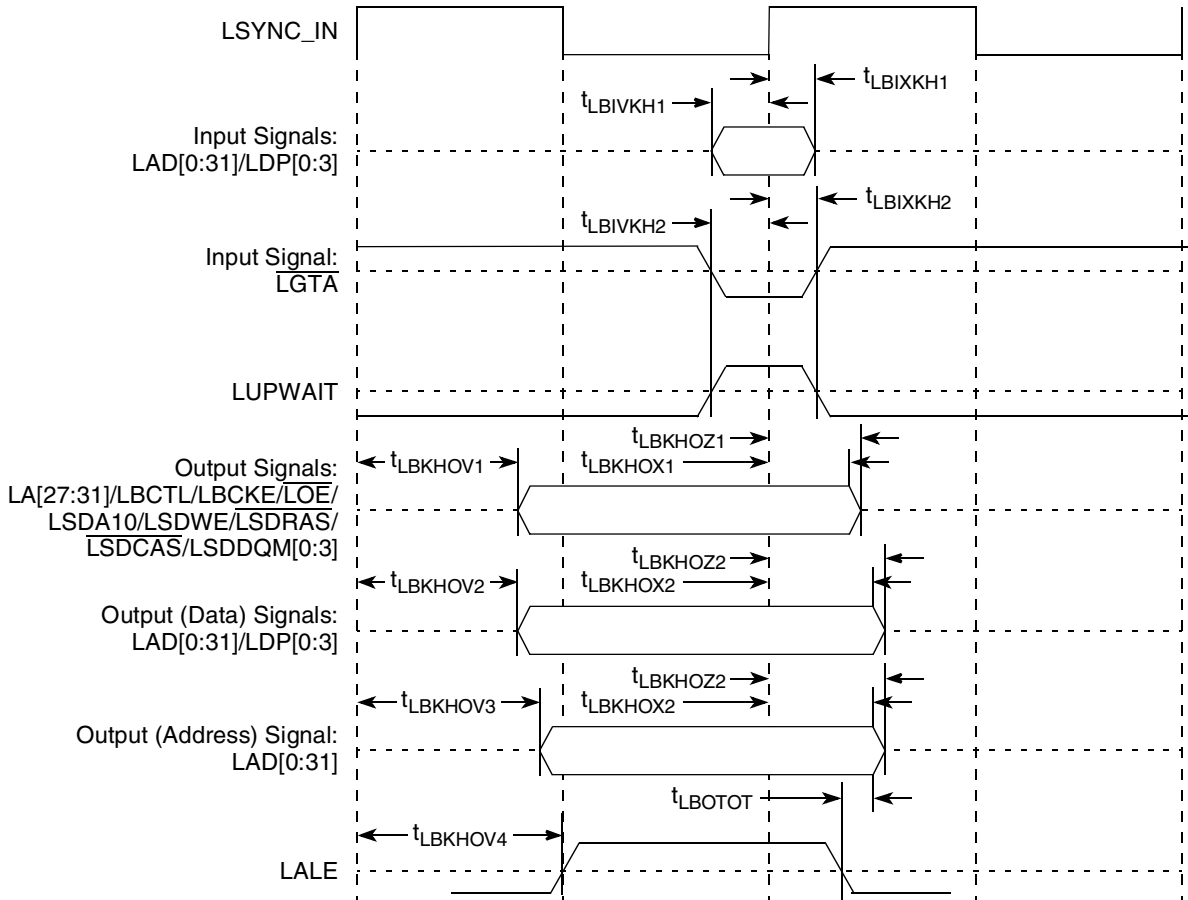 LSYNC_IN
tLBIXKH1
tLBIVKH1
Input Signals:
LAD[0:31]/LDP[0:3]
tLBIXKH2
tLBIVKH2
Input Signal:
LGTA
LUPWAIT
tLBKHOZ1
tLBKHOV1
tLBKHOX1
Output Signals:
LA[27:31]/LBCTL/LBCKE/LOE/
LSDA10/LSDWE/LSDRAS/
LSDCAS/LSDDQM[0:3]
tLBKHOZ2
tLBKHOV2
tLBKHOX2
Output (Data) Signals:
LAD[0:31]/LDP[0:3]
tLBKHOZ2
tLBKHOV3
tLBKHOX2
Output (Address) Signal:
LAD[0:31]
tLBOTOT
tLBKHOV4
LALE